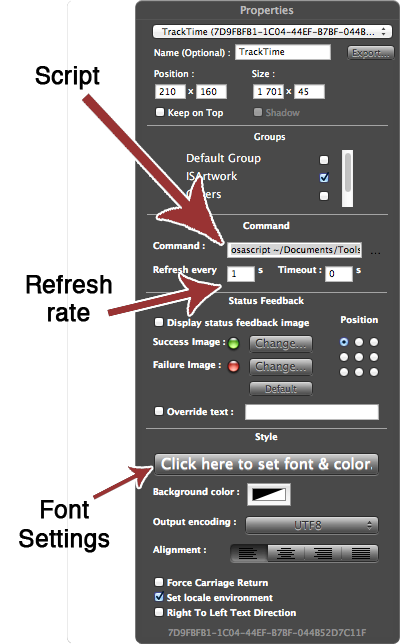 Properties
TrackTime (7D9FBFB1-1C04-44EF-B7BF-044B...
Name (Optional) : TrackTime Export...
Position : Size :
210 x 160 1 701 x 45
Keep on Top Shadow
Script
Groups
Default Group
ISArtwork
Command
Command : osascript ~/Documents/Tools ...
Refresh every 1 s Timeout : 0 s
Refresh
rate
Status Feedback
Display status feedback image Position
Success Image : Change...
Failure Image : Change...
Default
Override text :
Style
Click here to set font & color.
Background color :
Font
Settings
Output encoding : UTF8
Alignment :
Force Carriage Return
Set locale environment
Right To Left Text Direction
7D9FBFB1-1C04-44EF-B7BF-044B52D7C11F